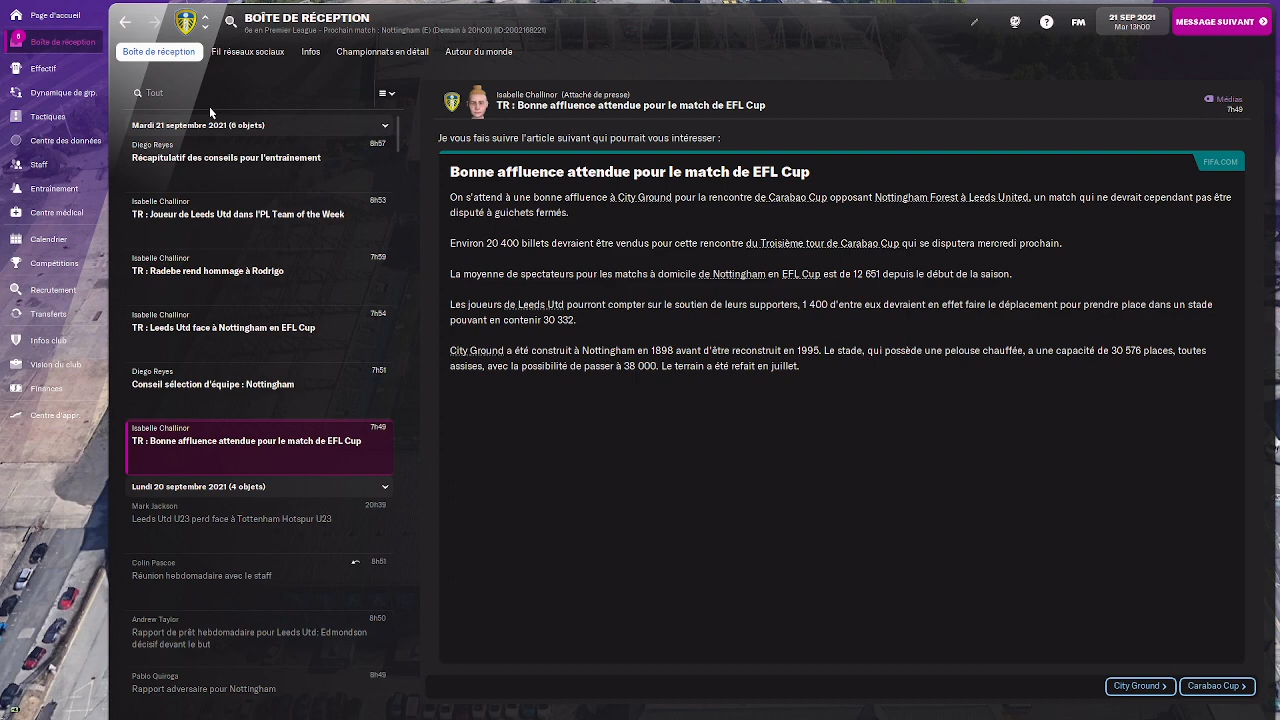 Page d'accueil
6
Boîte de réception
Effectif
Dynamique de grp.
Tactiques
Centre des données
Staff
Entraînement
Centre médical
Calendrier
Compétitions
Recrutement
Transferts
Infos club
Vision du club
Finances
Centre d'appr.
BOÎTE DE RÉCEPTION
6e en Premier League - Prochain match : Nottingham (E) (Demain à 20h00) (ID:2002168221)
FM
21 SEP 2021
Mar 13h00
MESSAGE SUIVANT
Boîte de réception
Fil réseaux sociaux
Infos
Championnats en détail
Autour du monde
Tout
Mardi 21 septembre 2021 (6 objets)
Diego Reyes 8h57
Récapitulatif des conseils pour l'entraînement
Isabelle Challinor 8h53
TR : Joueur de Leeds Utd dans l'PL Team of the Week
Isabelle Challinor 7h59
TR : Radebe rend hommage à Rodrigo
Isabelle Challinor 7h54
TR : Leeds Utd face à Nottingham en EFL Cup
Diego Reyes 7h51
Conseil sélection d'équipe : Nottingham
Isabelle Challinor 7h49
TR : Bonne affluence attendue pour le match de EFL Cup
Lundi 20 septembre 2021 (4 objets)
Mark Jackson 20h39
Leeds Utd U23 perd face à Tottenham Hotspur U23
Colin Pascoe 8h51
Réunion hebdomadaire avec le staff
Andrew Taylor 8h50
Rapport de prêt hebdomadaire pour Leeds Utd: Edmondson
décisif devant le but
Pablo Quiroga 8h49
Rapport adversaire pour Nottingham
Isabelle Challinor (Attaché de presse)
TR : Bonne affluence attendue pour le match de EFL Cup
Médias
7h49
Je vous fais suivre l'article suivant qui pourrait vous intéresser :
FIFA.COM
Bonne affluence attendue pour le match de EFL Cup
On s'attend à une bonne affluence à City Ground pour la rencontre de Carabao Cup opposant Nottingham Forest à Leeds United, un match qui ne devrait cependant pas être
disputé à guichets fermés.
Environ 20 400 billets devraient être vendus pour cette rencontre du Troisième tour de Carabao Cup qui se disputera mercredi prochain.
La moyenne de spectateurs pour les matchs à domicile de Nottingham en EFL Cup est de 12 651 depuis le début de la saison.
Les joueurs de Leeds Utd pourront compter sur le soutien de leurs supporters, 1 400 d'entre eux devraient en effet faire le déplacement pour prendre place dans un stade
pouvant en contenir 30 332.
City Ground a été construit à Nottingham en 1898 avant d'être reconstruit en 1995. Le stade, qui possède une pelouse chauffée, a une capacité de 30 576 places, toutes
assises, avec la possibilité de passer à 38 000. Le terrain a été refait en juillet.
City Ground
Carabao Cup